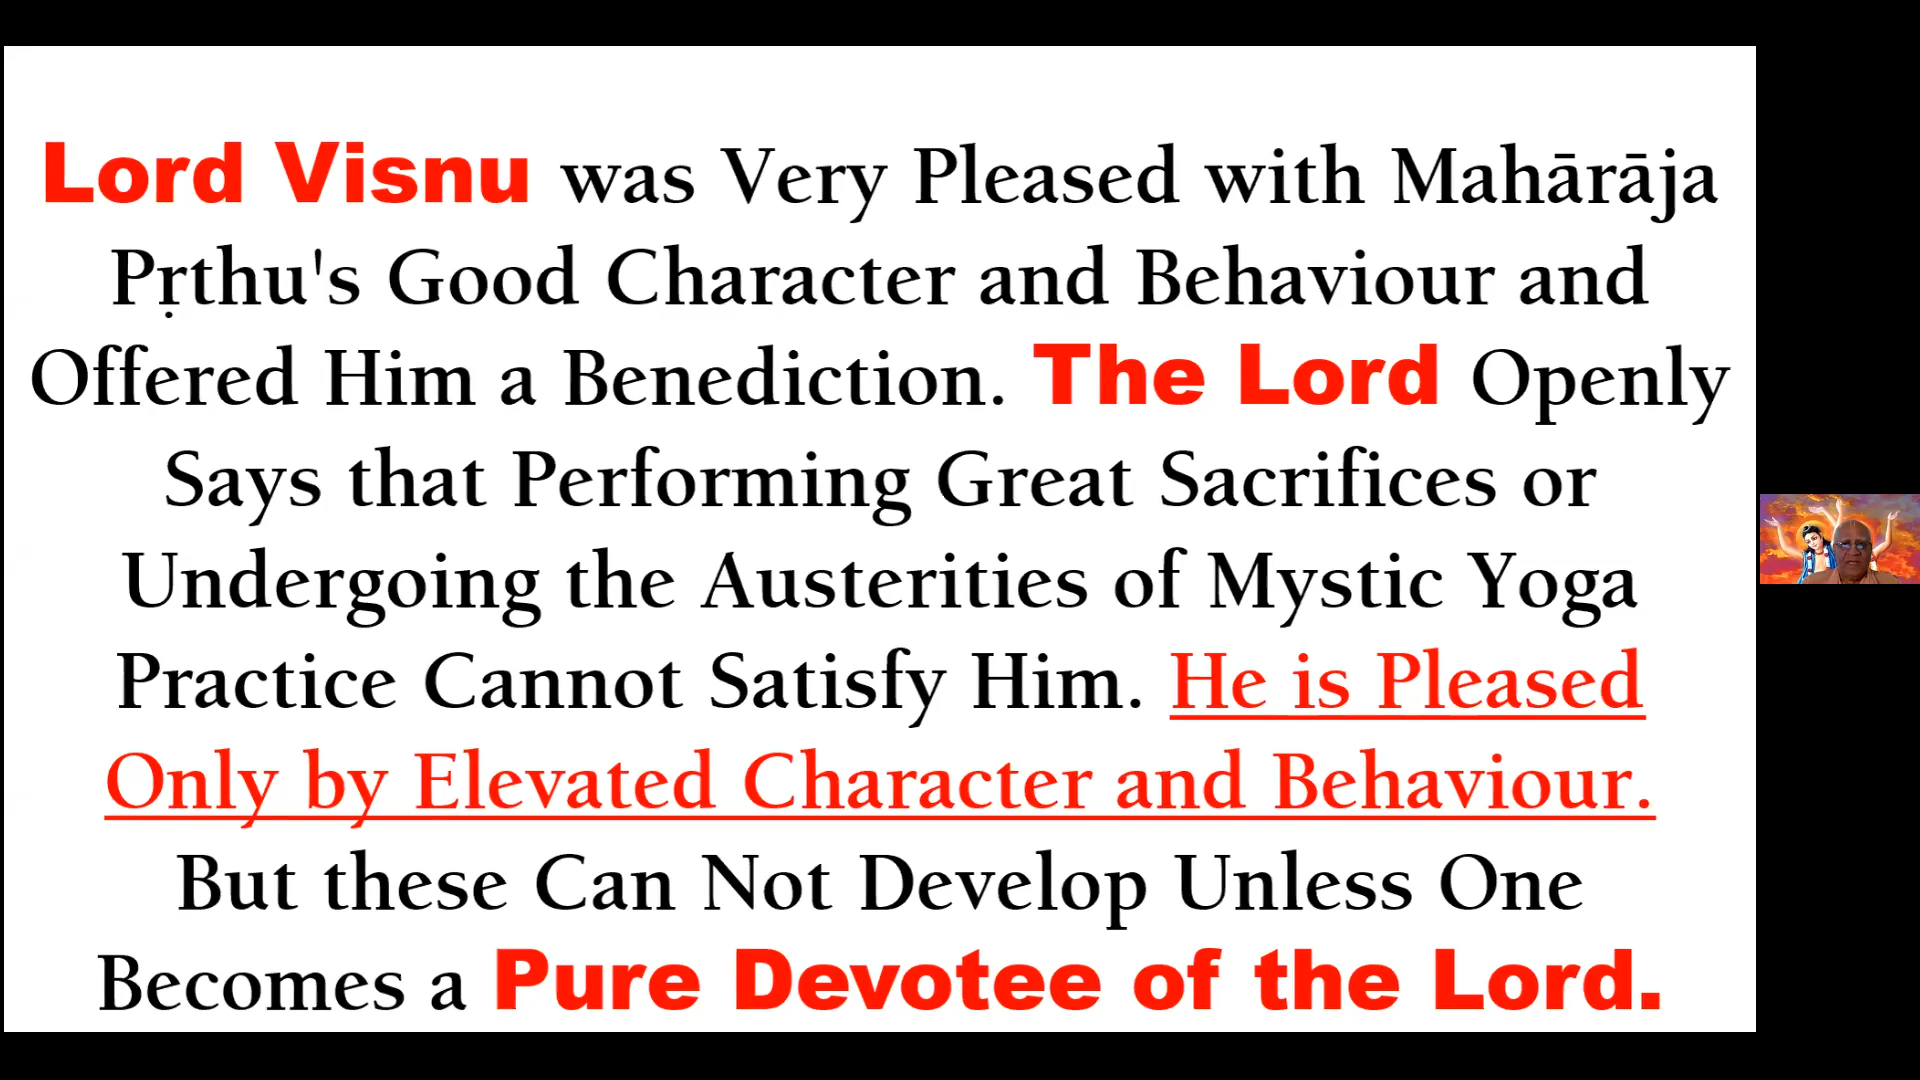 Lord Visnu was Very Pleased with Mahārāja
Pṛthu's Good Character and Behaviour and
Offered Him a Benediction. The Lord Openly
Says that Performing Great Sacrifices or
Undergoing the Austerities of Mystic Yoga
Practice Cannot Satisfy Him. He is Pleased
Only by Elevated Character and Behaviour.
But these Can Not Develop Unless One
Becomes a Pure Devotee of the Lord.